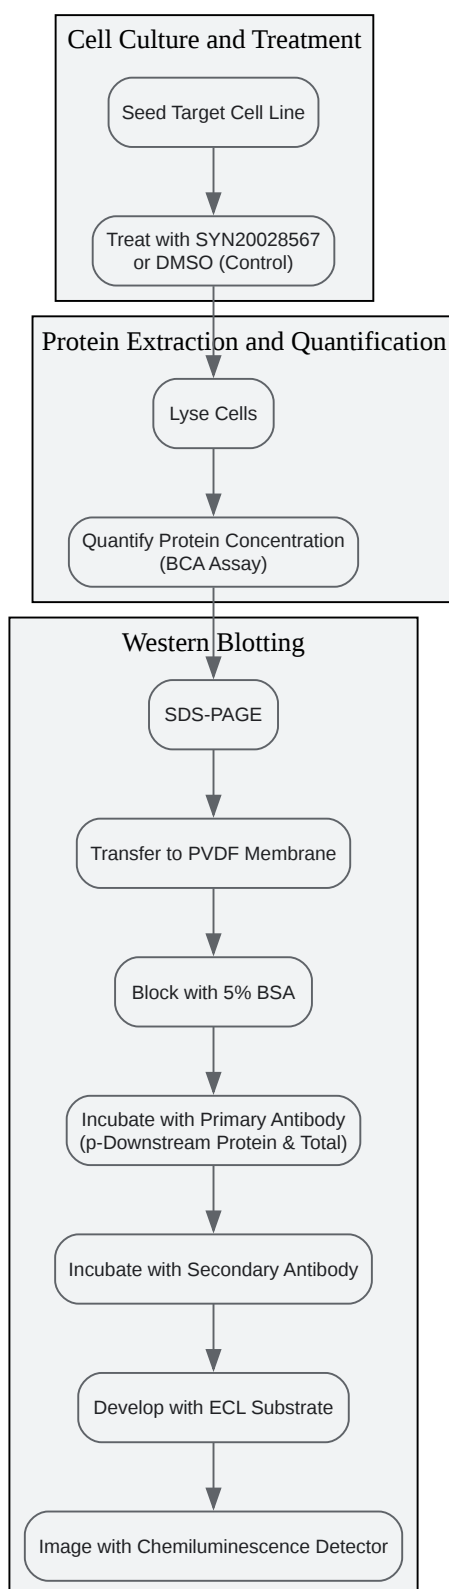 Cell Culture and Treatment
Seed Target Cell Line
Treat with SYN20028567
or DMSO (Control)
Protein Extraction and Quantification
Lyse Cells
Quantify Protein Concentration
(BCA Assay)
Western Blotting
SDS-PAGE
Transfer to PVDF Membrane
Block with 5% BSA
Incubate with Primary Antibody
(p-Downstream Protein & Total)
Incubate with Secondary Antibody
Develop with ECL Substrate
Image with Chemiluminescence Detector